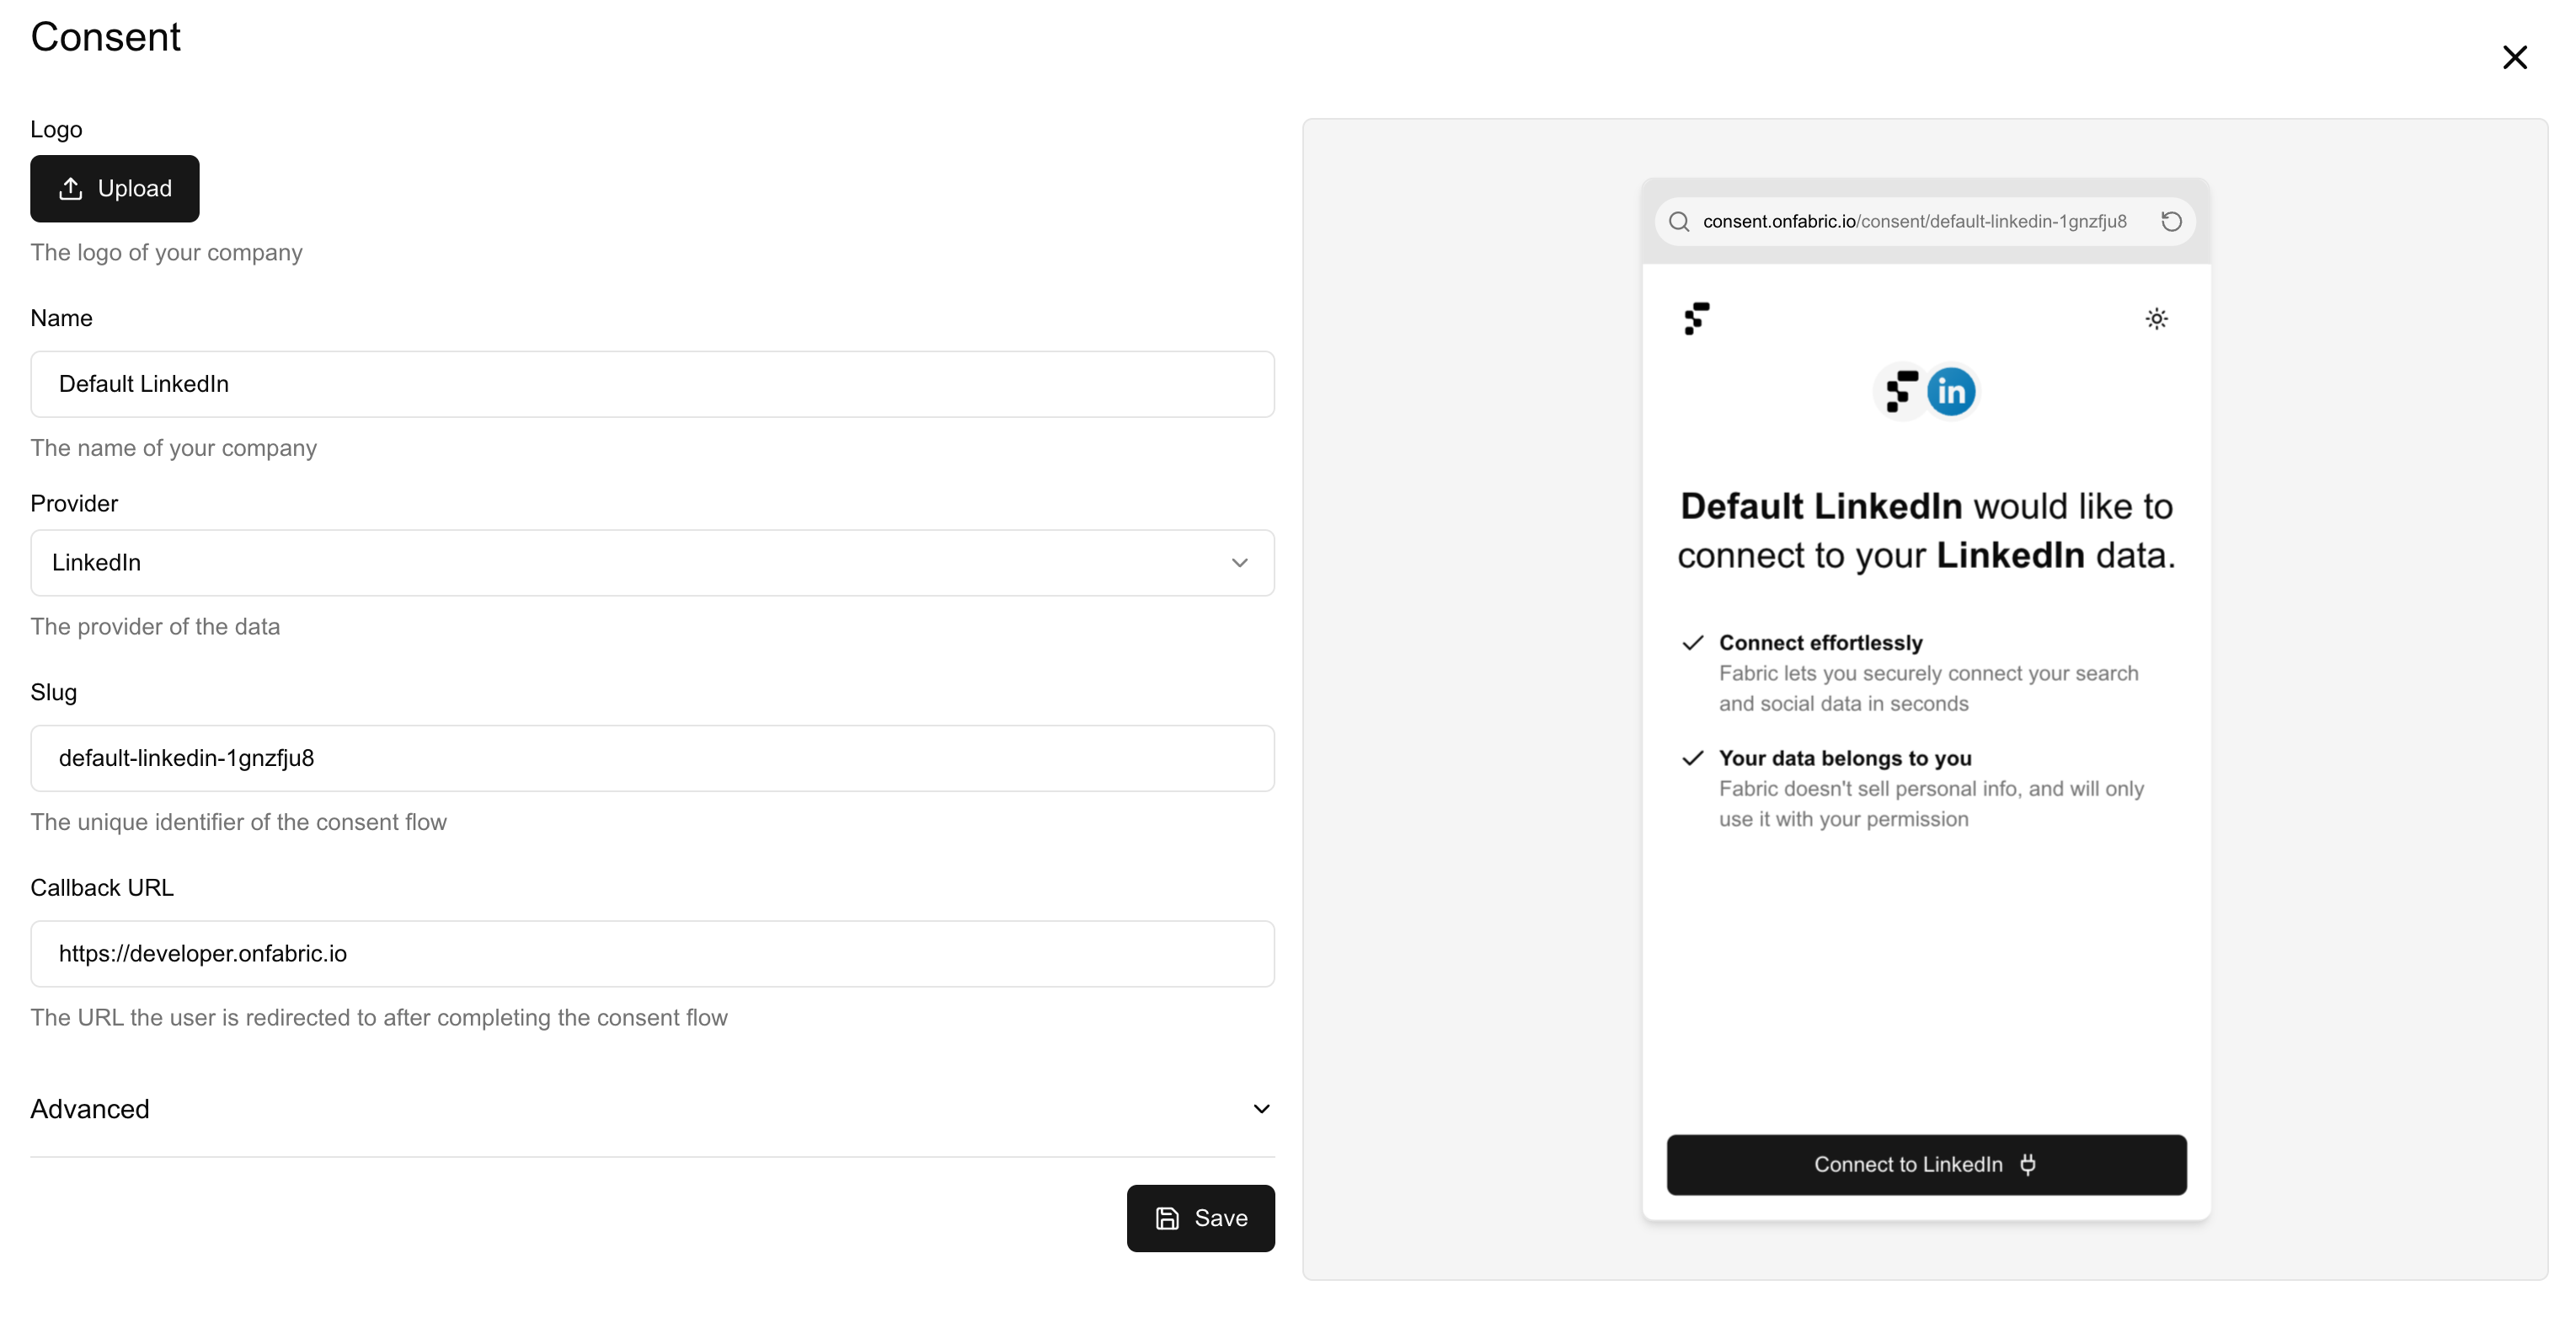 Consent
Logo
Upload
The logo of your company
Name
Default LinkedIn
The name of your company
Provider
LinkedIn
The provider of the data
Slug
default-linkedin-1gnzfju8
The unique identifier of the consent flow
Callback URL
https://developer.onfabric.io
The URL the user is redirected to after completing the consent flow
Advanced
Save
consent.onfabric.io/consent/default-linkedin-1gnzfju8
in
Default LinkedIn would like to
connect to your LinkedIn data.
Connect effortlessly
Fabric lets you securely connect your search
and social data in seconds
Your data belongs to you
Fabric doesn't sell personal info, and will only
use it with your permission
Connect to LinkedIn